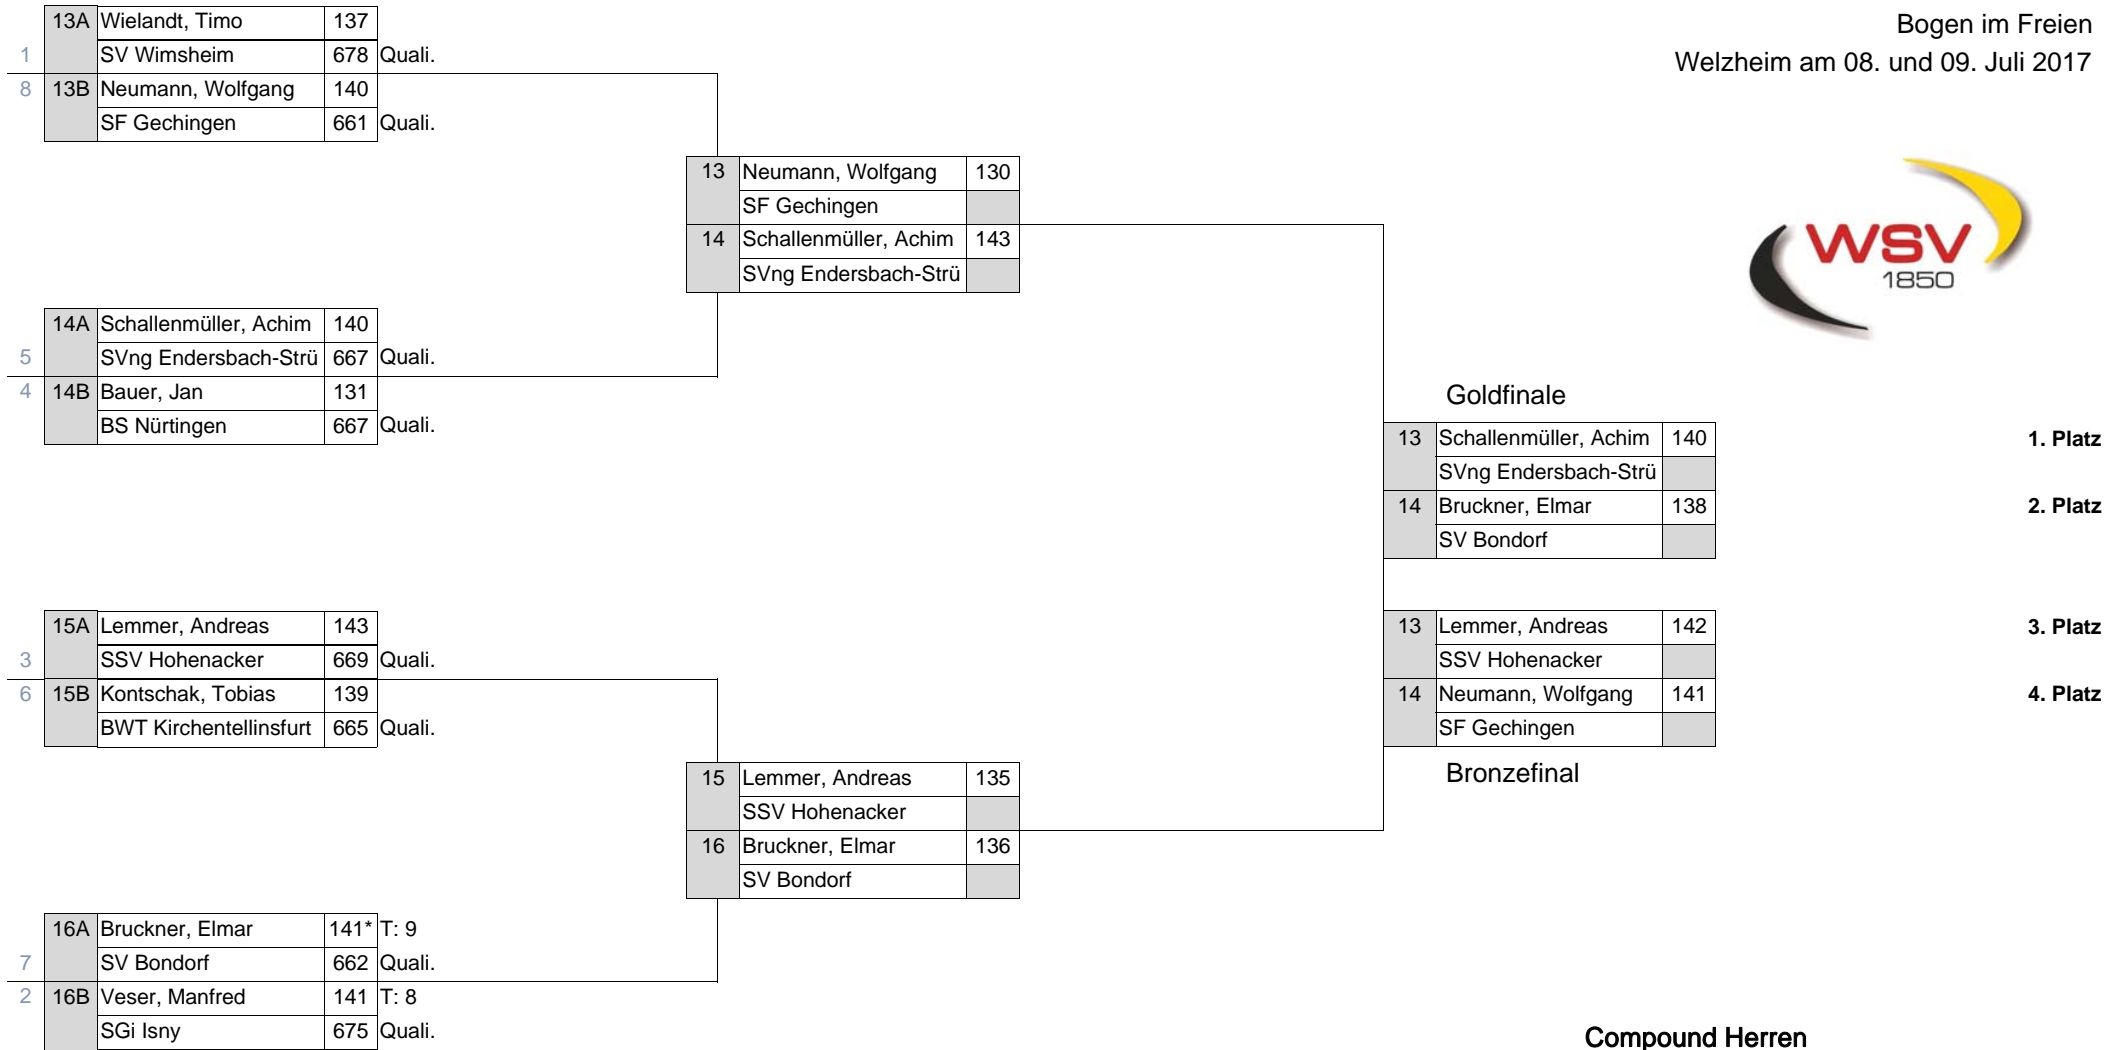 Bogen im Freien
Welzheim am 08. und 09. Juli 2017
WSV
1850
13A Wielandt, Timo 137
1 SV Wimsheim 678 Quali.
8 13B Neumann, Wolfgang 140
SF Gechingen 661 Quali.
14A Schallenmüller, Achim 140
5 SVng Endersbach-Strü 667 Quali.
4 14B Bauer, Jan 131
BS Nürtingen 667 Quali.
15A Lemmer, Andreas 143
3 SSV Hohenacker 669 Quali.
6 15B Kontschak, Tobias 139
BWT Kirchentellinsfurt 665 Quali.
16A Bruckner, Elmar 141* T: 9
7 SV Bondorf 662 Quali.
2 16B Veser, Manfred 141 T: 8
SGi Isny 675 Quali.
13 Neumann, Wolfgang 130
SF Gechingen
14 Schallenmüller, Achim 143
SVng Endersbach-Strü
15 Lemmer, Andreas 135
SSV Hohenacker
16 Bruckner, Elmar 136
SV Bondorf
Goldfinale
13 Schallenmüller, Achim 140 1. Platz
SVng Endersbach-Strü
14 Bruckner, Elmar 138 2. Platz
SV Bondorf
13 Lemmer, Andreas 142 3. Platz
SSV Hohenacker
14 Neumann, Wolfgang 141 4. Platz
SF Gechingen
Bronzefinal
Compound Herren